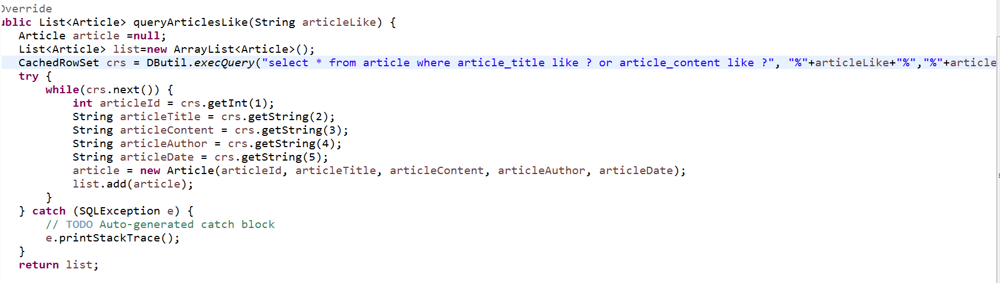 Override
ublic List<Article> queryArticlesLike(String articleLike) {
Article article =null;
List<Article> list=new ArrayList<Article>();
CachedRowSet crs = DButil.execQuery("select * from article where article_title like ? or article_content like ?", "%"+articleLike+"%","%"+article
try {
while(crs.next()) {
int articleId = crs.getInt(1);
String articleTitle = crs.getString(2);
String articleContent = crs.getString(3);
String articleAuthor = crs.getString(4);
String articleDate = crs.getString(5);
article = new Article(articleId, articleTitle, articleContent, articleAuthor, articleDate);
list.add(article);
}
} catch (SQLException e) {
// TODO Auto-generated catch block
e.printStackTrace();
}
return list;